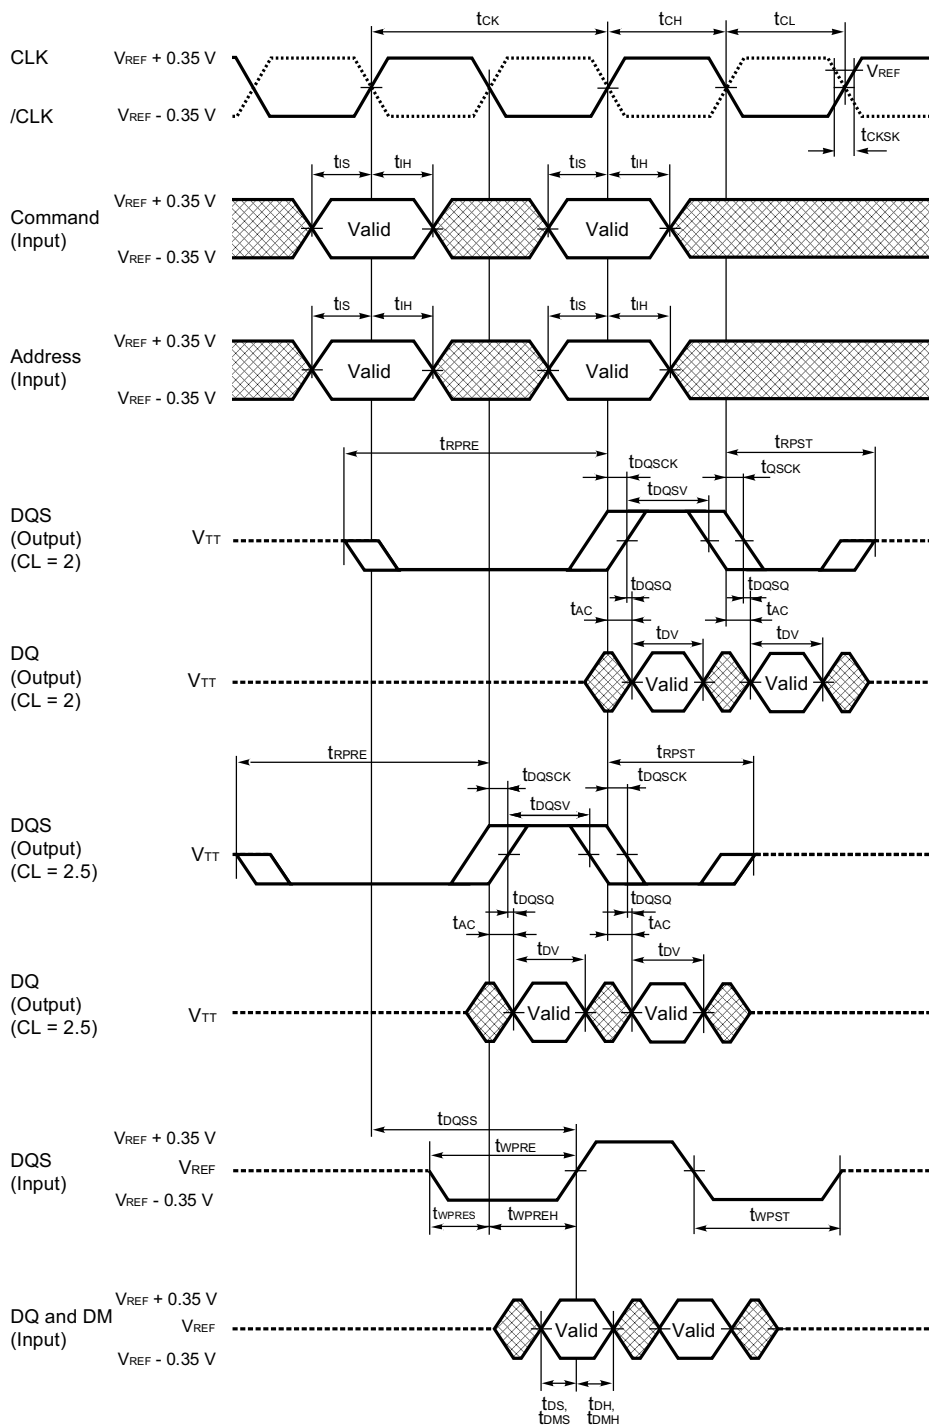 tCK tCH tCL
CLK VREF + 0.35 V
VREF
/CLK VREF - 0.35 V
tCKSK
tIS tIH tIS tIH
VREF + 0.35 V
Command
(Input)
Valid Valid
VREF - 0.35 V
tIS tIH tIS tIH
VREF + 0.35 V
Address
(Input)
Valid Valid
VREF - 0.35 V
tRPRE tRPST
tDQSCK tQSCK
tDQSV
DQS
(Output)
(CL = 2)
VTT
tDQSQ tDQSQ
tAC tAC
tDV tDV
DQ
(Output)
(CL = 2)
VTT
Valid Valid
tRPRE tRPST
tDQSCK tDQSCK
tDQSV
DQS
(Output)
(CL = 2.5)
VTT
tDQSQ tDQSQ
tAC tAC
tDV tDV
DQ
(Output)
(CL = 2.5)
VTT
Valid Valid
tDQSS
VREF + 0.35 V
tWPRE
DQS
(Input)
VREF
VREF - 0.35 V
tWPRES tWPREH tWPST
VREF + 0.35 V
DQ and DM
(Input)
VREF
Valid Valid
VREF - 0.35 V
tDS, tDH,
tDMS tDMH